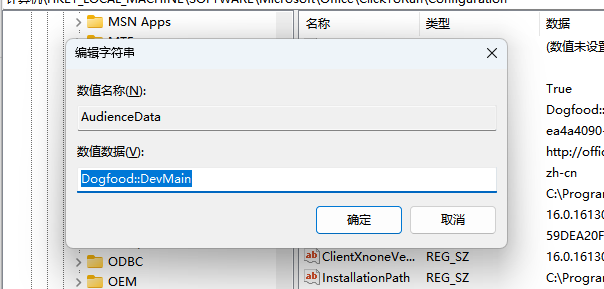 计算机\HKEY_LOCAL_MACHINE\SOFTWARE\Microsoft\Office\ClickToRun\Configuration
MSN Apps
名称
类型
数据
(数值未设置
编辑字符串
数值名称(N):
AudienceData
数值数据(V):
Dogfood::DevMain
确定
取消
True
Dogfood::
ea4a4090-
http://offic
zh-cn
C:\Program
16.0.16130
59DEA20F
ODBC
OEM
ClientXnoneVe...
REG_SZ
16.0.16130
InstallationPath
REG_SZ
C:\Program